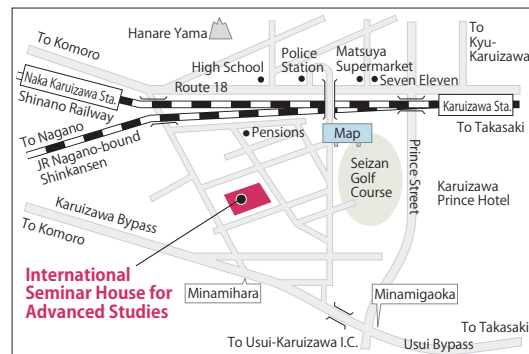 Hanare Yama
To Komoro
To
Kyu-
Karuizawa
High School
Police
Station
Matsuya
Supermarket
Seven Eleven
Naka Karuizawa Sta.
Route 18
Shinano Railway
Karuizawa Sta.
To Nagano
JR Nagano-bound
Shinkansen
Pensions
Map
To Takasaki
Seizan
Golf
Course
Prince Street
Karuizawa
Prince Hotel
Karuizawa Bypass
To Komoro
International
Seminar House for
Advanced Studies
Minamihara
Minamigaoka
To Usui-Karuizawa I.C.
Usui Bypass
To Takasaki